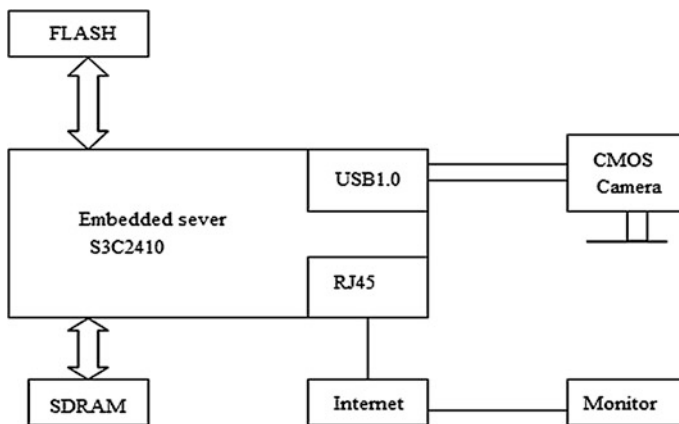 FLASH
USB1.0
CMOS
Camera
Embedded sever
S3C2410
RJ45
SDRAM
Internet
Monitor